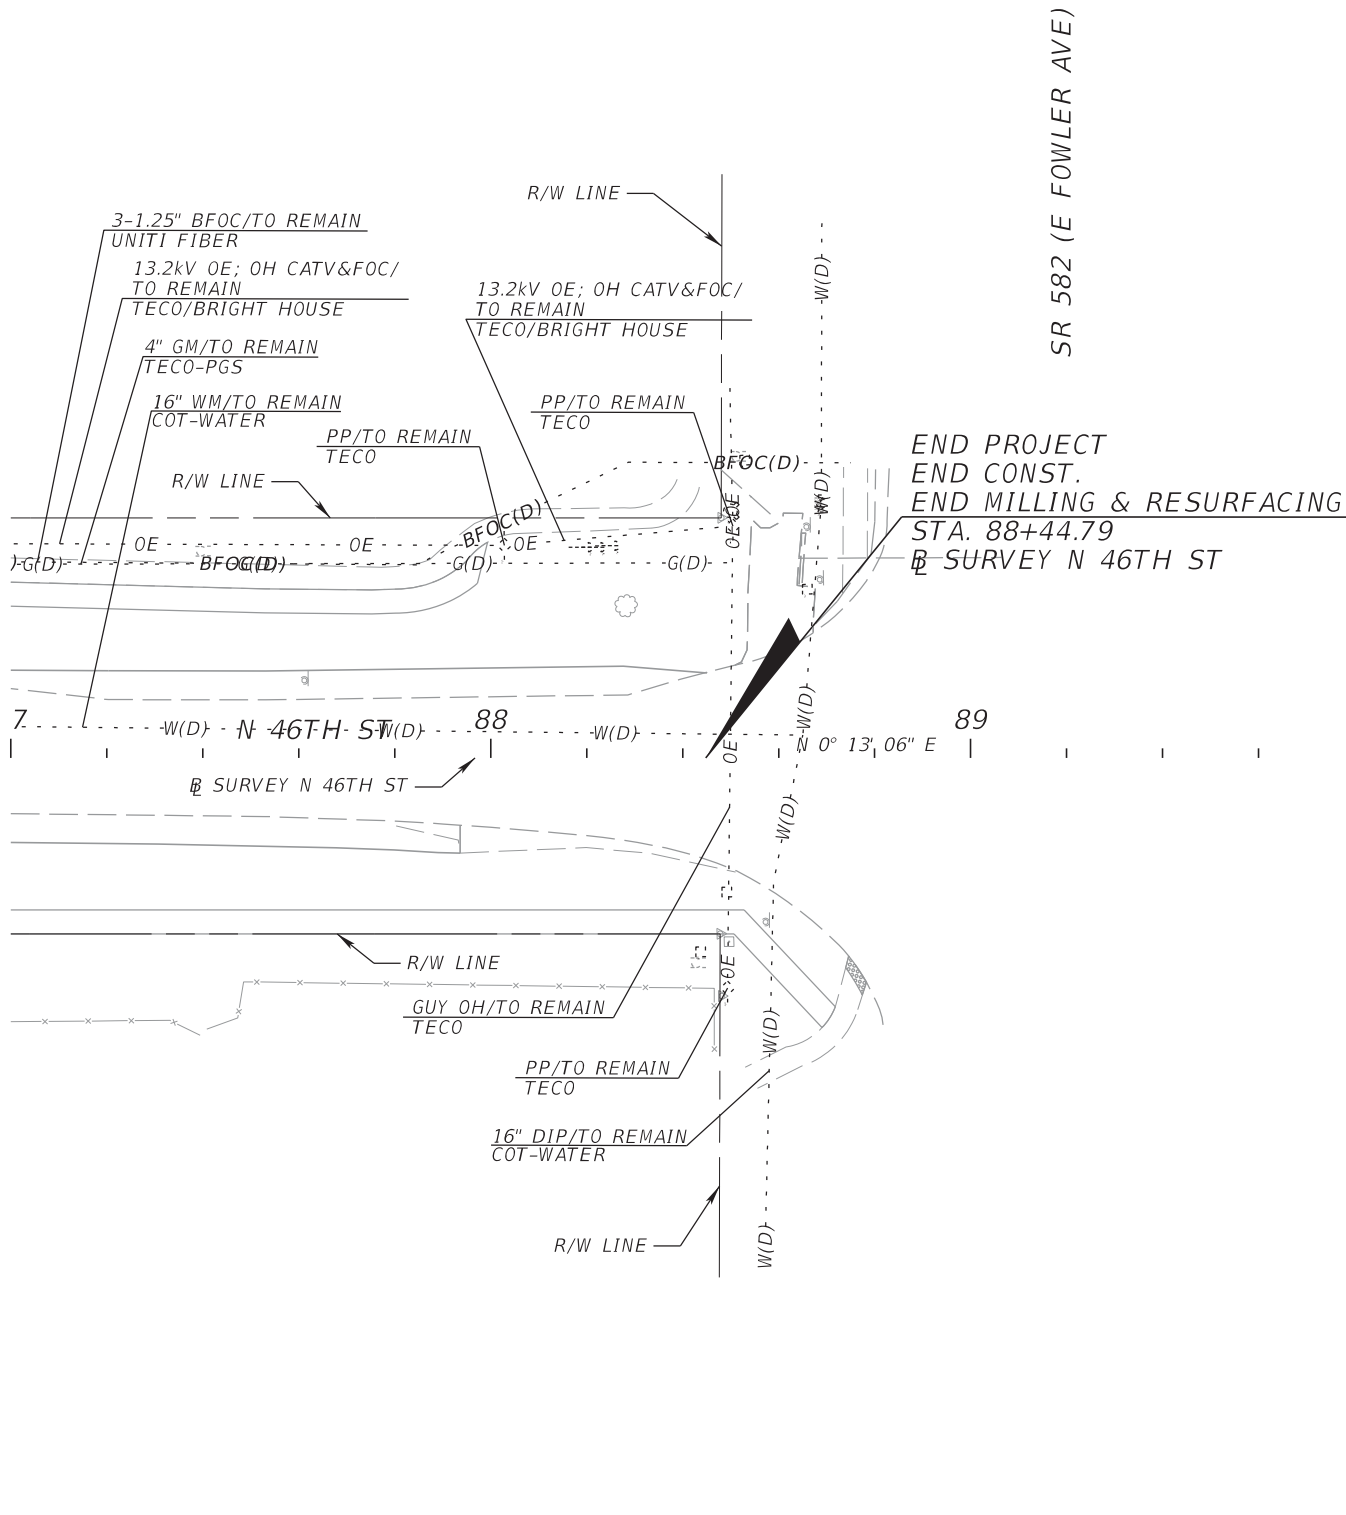 SR 582 (E FOWLER AVE)
R/W LINE
3-1.25" BFOC/TO REMAIN
UNITI FIBER
13.2kV OE; OH CATV&FOC/
TO REMAIN
TECO/BRIGHT HOUSE
13.2kV OE; OH CATV&FOC/
TO REMAIN
TECO/BRIGHT HOUSE
W(D)
4" GM/TO REMAIN
TECO-PGS
16" WM/TO REMAIN
COT-WATER
PP/TO REMAIN
TECO
PP/TO REMAIN
TECO
R/W LINE
BFOC(D)
END PROJECT
END CONST.
END MILLING & RESURFACING
STA. 88+44.79
BL SURVEY N 46TH ST
W(D)
BFOC(D)
OE
OE
OE
OE
OE
)-G(D)
BFOC(D)
G(D)
G(D)
G(D)
W(D)
7
88
89
W(D)
N 46TH ST
W(D)
W(D)
OE
N 0° 13' 06" E
BL SURVEY N 46TH ST
W(D)
R/W LINE
OE
GUY OH/TO REMAIN
TECO
W(D)
PP/TO REMAIN
TECO
16" DIP/TO REMAIN
COT-WATER
R/W LINE
W(D)